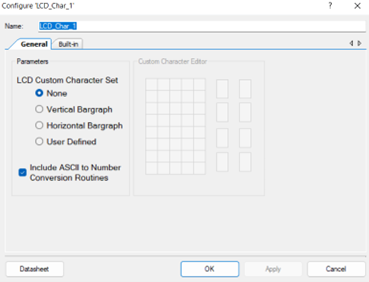 Configure 'LCD_Char_1'
? X
Name: LCD_Char_1
General Built-in
Parameters
Custom Character Editor
LCD Custom Character Set
None
Vertical Bargraph
Horizontal Bargraph
User Defined
Include ASCII to Number
Conversion Routines
Datasheet OK Apply Cancel